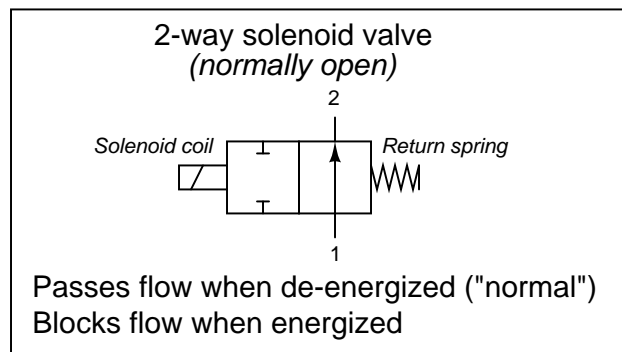 2-way solenoid valve
(normally open)
2
Solenoid coil
Return spring
1
Passes flow when de-energized ("normal")
Blocks flow when energized